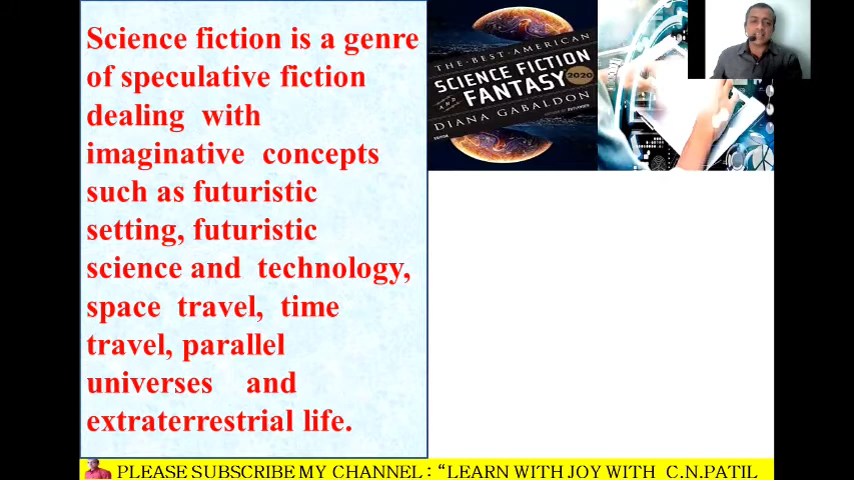 Science fiction is a genre
of speculative fiction
dealing with
imaginative concepts
such as futuristic
setting, futuristic
science and technology,
space travel, time
travel, parallel
universes and
extraterrestrial life.
THE·BEST·AMERICAN
SCIENCE FICTION
AND FANTASY 2020
DIANA GABALDON
EDITOR
PLEASE SUBSCRIBE MY CHANNEL : “LEARN WITH JOY WITH C.N.PATIL